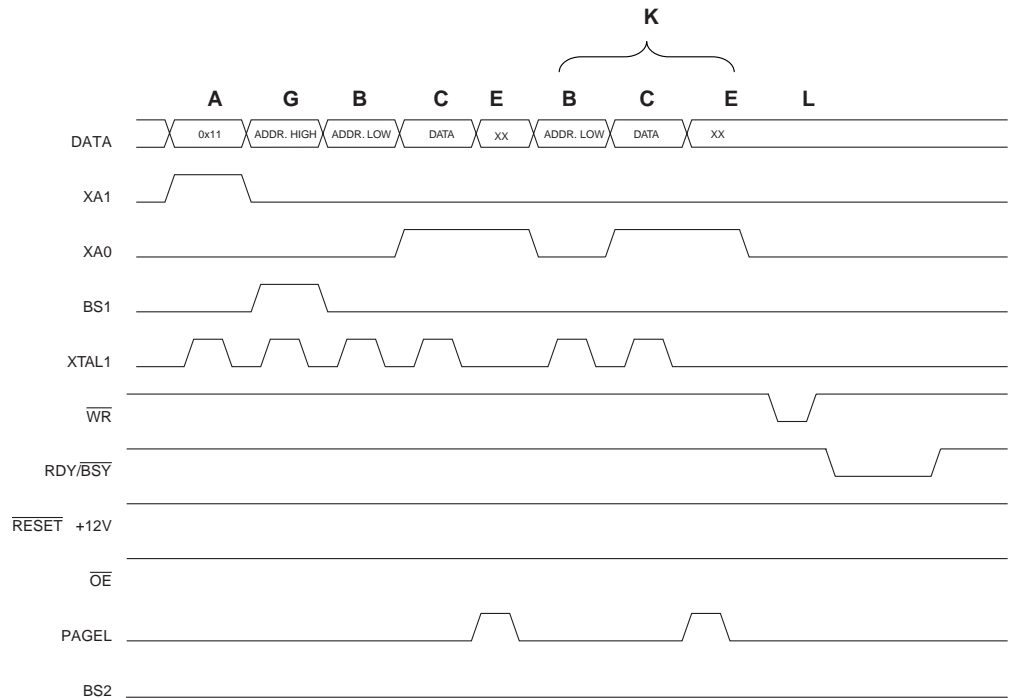 K
A G B C E B C E L
DATA 0x11 ADDR. HIGH ADDR. LOW DATA XX ADDR. LOW DATA XX
XA1
XA0
BS1
XTAL1
WR
RDY/BSY
RESET +12V
OE
PAGEL
BS2